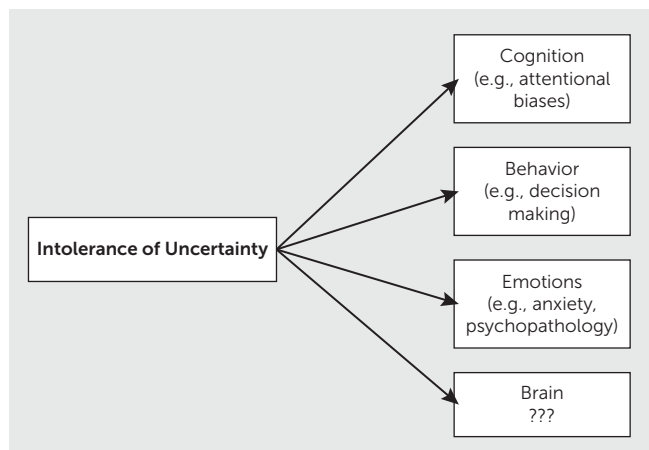 Cognition
(e.g., attentional
biases)
Behavior
(e.g., decision
making)
Intolerance of Uncertainty
Emotions
(e.g., anxiety,
psychopathology)
Brain
???